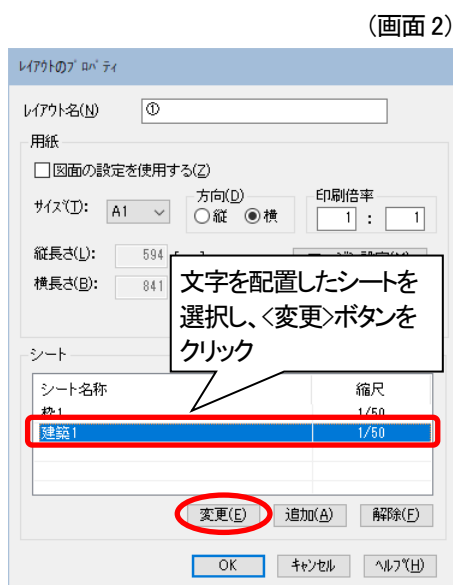 (画面2)
レイアウトのプロパティ
レイアウト名(N) ①
用紙
図面の設定を使用する(Z)
サイズ(T): A1 方向(D) 縦 横 印刷倍率 1 : 1
縦長さ(L): 594
横長さ(B): 841
文字を配置したシートを
選択し、<変更>ボタンを
クリック
シート
シート名称 縮尺
枠1 1/50
建築1 1/50
変更(E) 追加(A) 解除(F)
OK キャンセル ヘルプ(H)